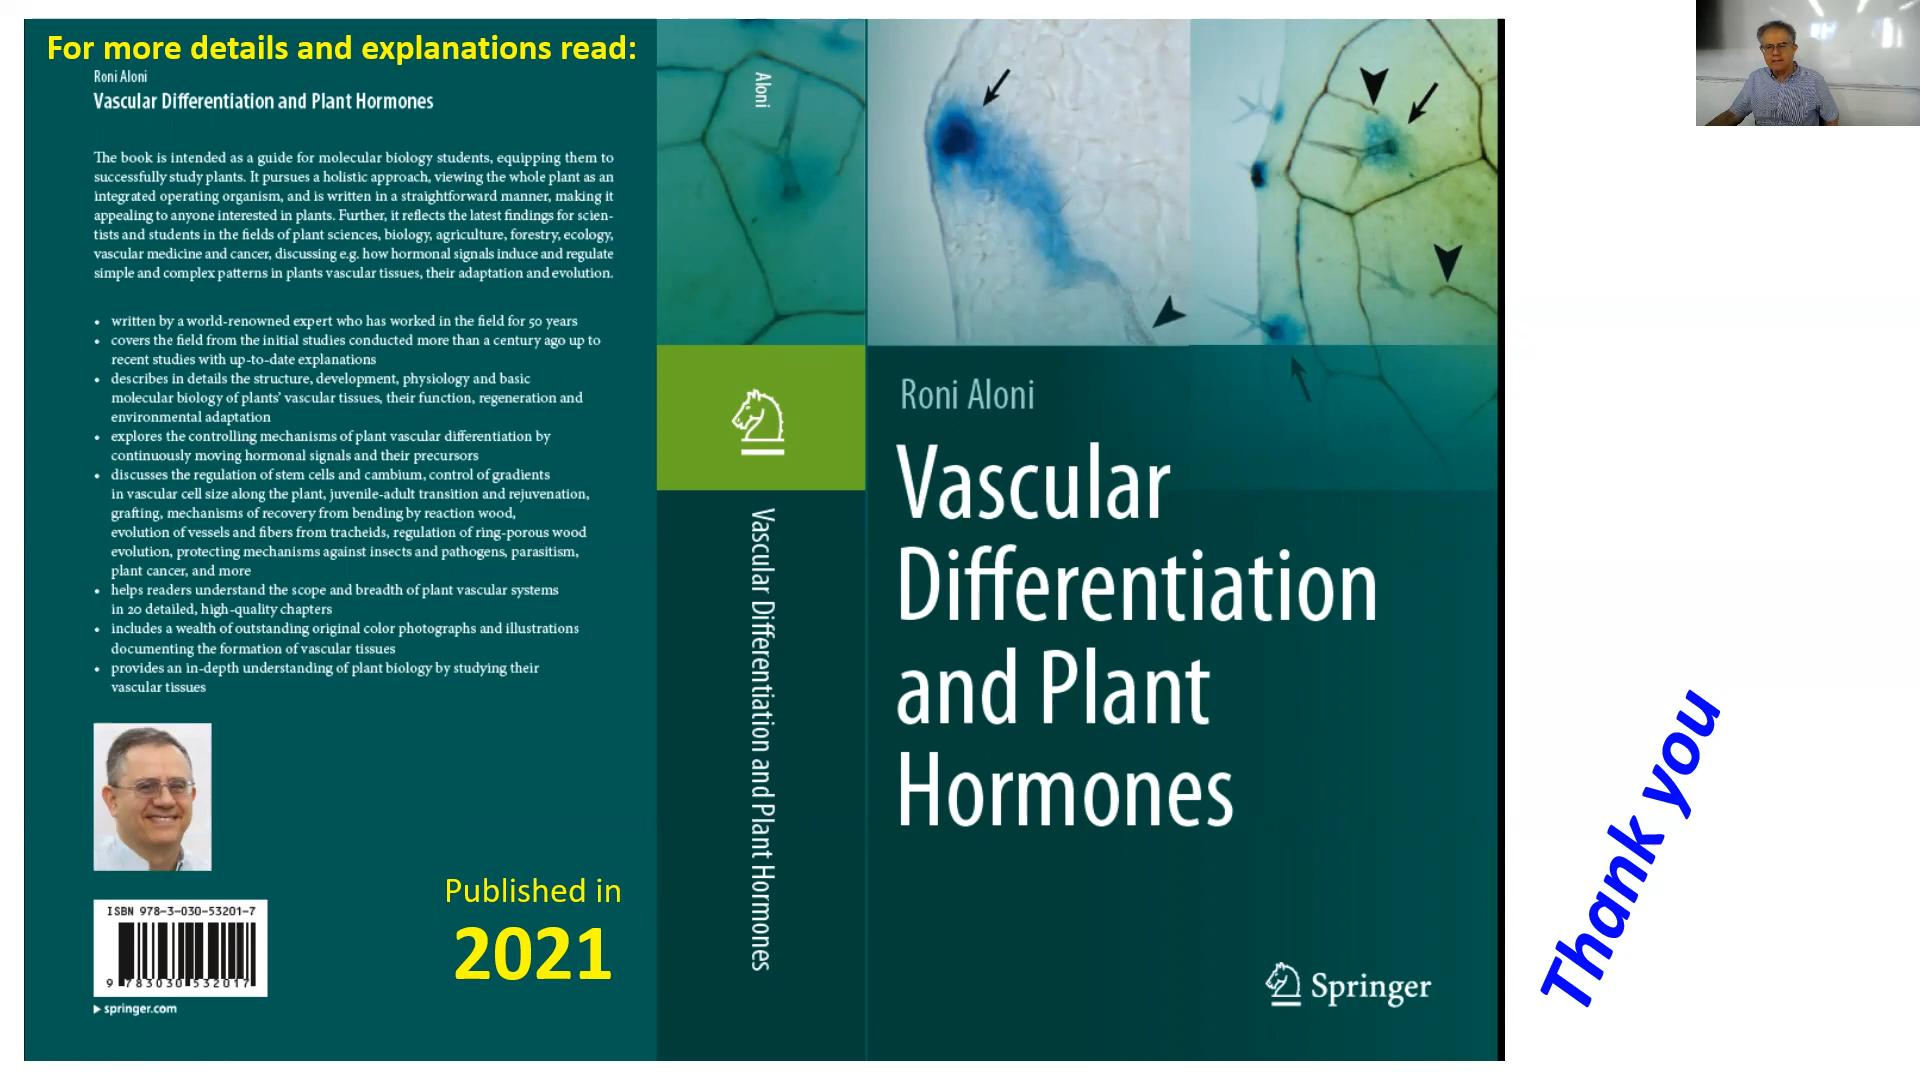 For more details and explanations read:
Roni Aloni
Vascular Differentiation and Plant Hormones
The book is intended as a guide for molecular biology students, equipping them to
successfully study plants. It pursues a holistic approach, viewing the whole plant as an
integrated operating organism, and is written in a straightforward manner, making it
appealing to anyone interested in plants. Further, it reflects the latest findings for scien-
tists and students in the fields of plant sciences, biology, agriculture, forestry, ecology,
vascular medicine and cancer, discussing e.g. how hormonal signals induce and regulate
simple and complex patterns in plants vascular tissues, their adaptation and evolution.
• written by a world-renowned expert who has worked in the field for 50 years
• covers the field from the initial studies conducted more than a century ago up to
recent studies with up-to-date explanations
• describes in details the structure, development, physiology and basic
molecular biology of plants' vascular tissues, their function, regeneration and
environmental adaptation
• explores the controlling mechanisms of plant vascular differentiation by
continuously moving hormonal signals and their precursors
• discusses the regulation of stem cells and cambium, control of gradients
in vascular cell size along the plant, juvenile-adult transition and rejuvenation,
grafting, mechanisms of recovery from bending by reaction wood,
evolution of vessels and fibers from tracheids, regulation of ring-porous wood
evolution, protecting mechanisms against insects and pathogens, parasitism,
plant cancer, and more
• helps readers understand the scope and breadth of plant vascular systems
in 20 detailed, high-quality chapters
• includes a wealth of outstanding original color photographs and illustrations
documenting the formation of vascular tissues
• provides an in-depth understanding of plant biology by studying their
vascular tissues
ISBN 978-3-030-53201-7
9 783030 532017
springer.com
Published in
2021
Aloni
Vascular Differentiation and Plant Hormones
Roni Aloni
Vascular
Differentiation
and Plant
Hormones
Springer
Thank you